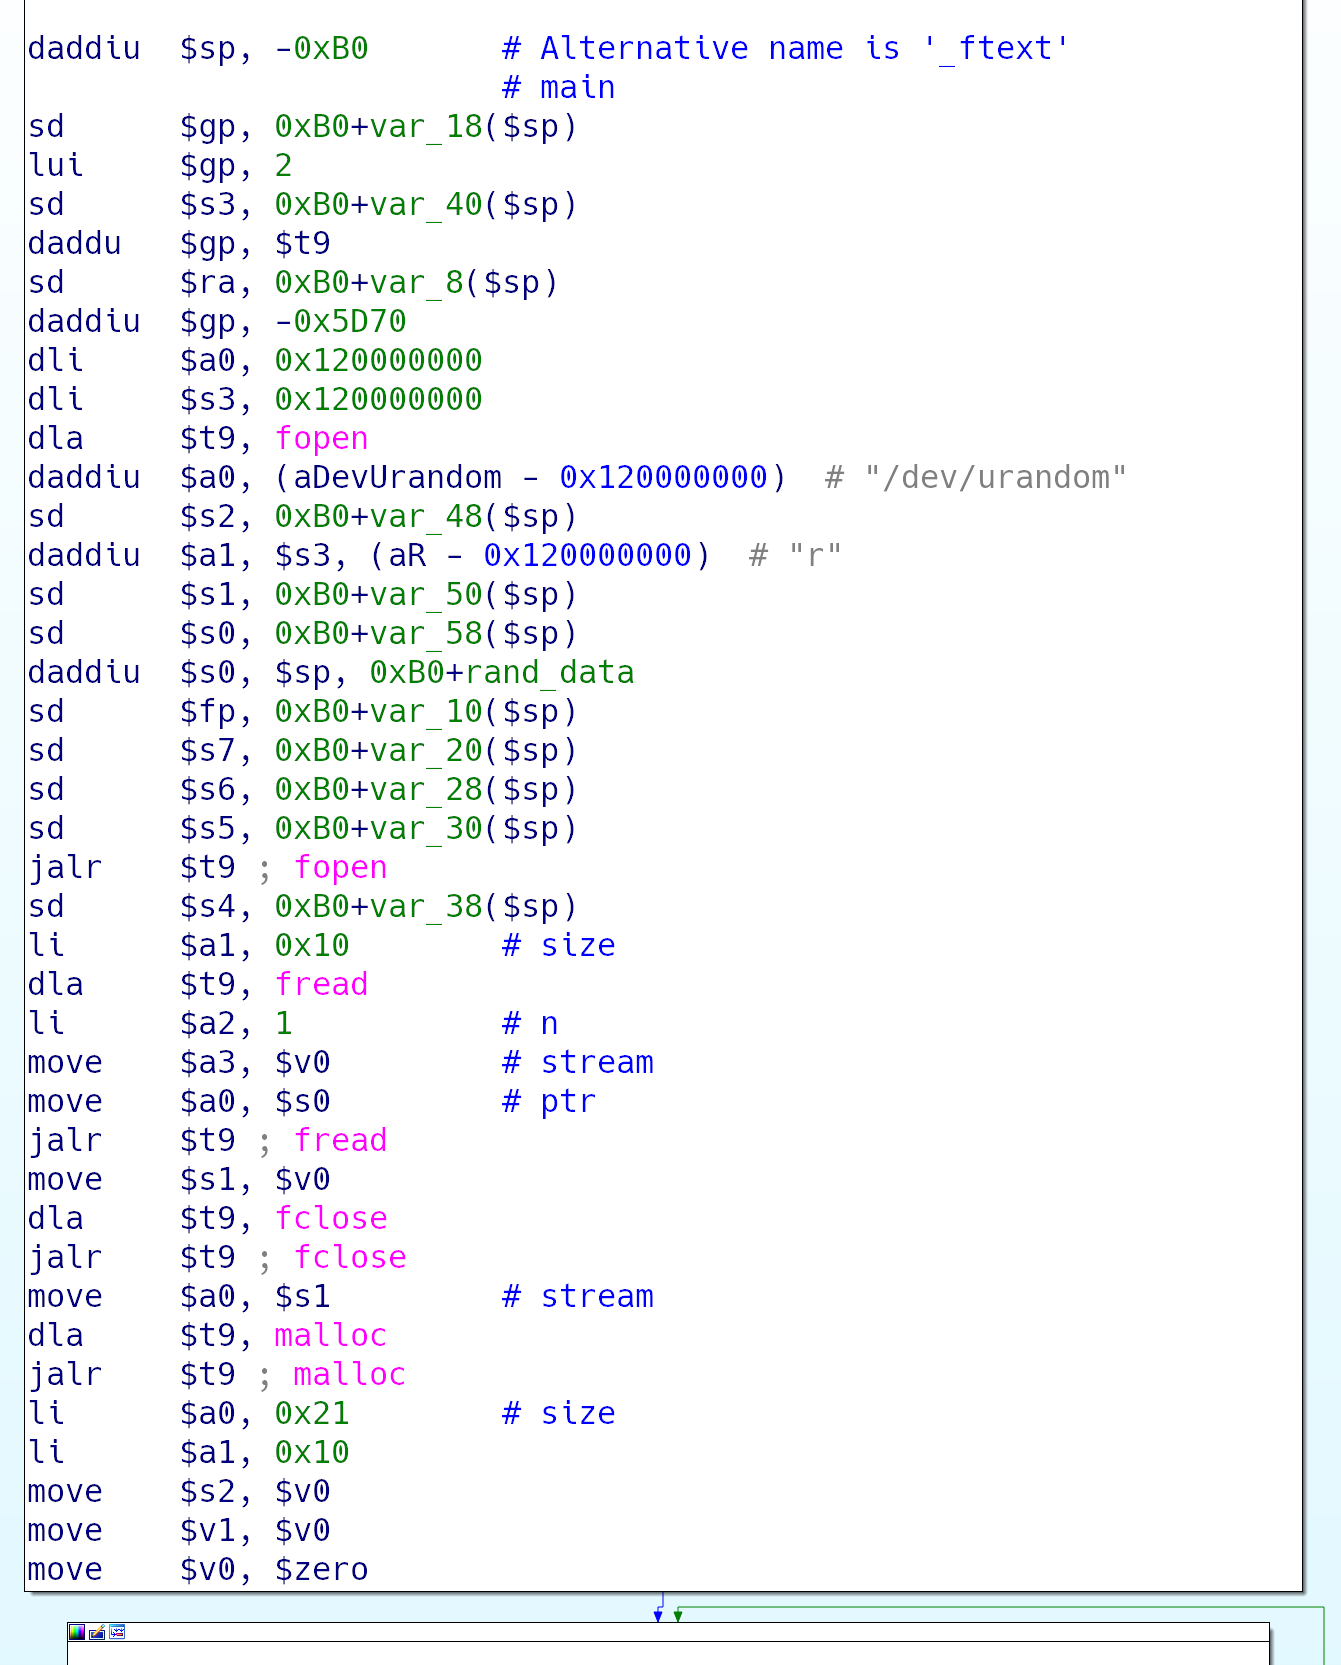 daddiu $sp, -0xB0 # Alternative name is '_ftext'
# main
sd $gp, 0xB0+var_18($sp)
lui $gp, 2
sd $s3, 0xB0+var_40($sp)
daddu $gp, $t9
sd $ra, 0xB0+var_8($sp)
daddiu $gp, -0x5D70
dli $a0, 0x120000000
dli $s3, 0x120000000
dla $t9, fopen
daddiu $a0, (aDevUrandom - 0x120000000) # "/dev/urandom"
sd $s2, 0xB0+var_48($sp)
daddiu $a1, $s3, (aR - 0x120000000) # "r"
sd $s1, 0xB0+var_50($sp)
sd $s0, 0xB0+var_58($sp)
daddiu $s0, $sp, 0xB0+rand_data
sd $fp, 0xB0+var_10($sp)
sd $s7, 0xB0+var_20($sp)
sd $s6, 0xB0+var_28($sp)
sd $s5, 0xB0+var_30($sp)
jalr $t9 ; fopen
sd $s4, 0xB0+var_38($sp)
li $a1, 0x10 # size
dla $t9, fread
li $a2, 1 # n
move $a3, $v0 # stream
move $a0, $s0 # ptr
jalr $t9 ; fread
move $s1, $v0
dla $t9, fclose
jalr $t9 ; fclose
move $a0, $s1 # stream
dla $t9, malloc
jalr $t9 ; malloc
li $a0, 0x21 # size
li $a1, 0x10
move $s2, $v0
move $v1, $v0
move $v0, $zero